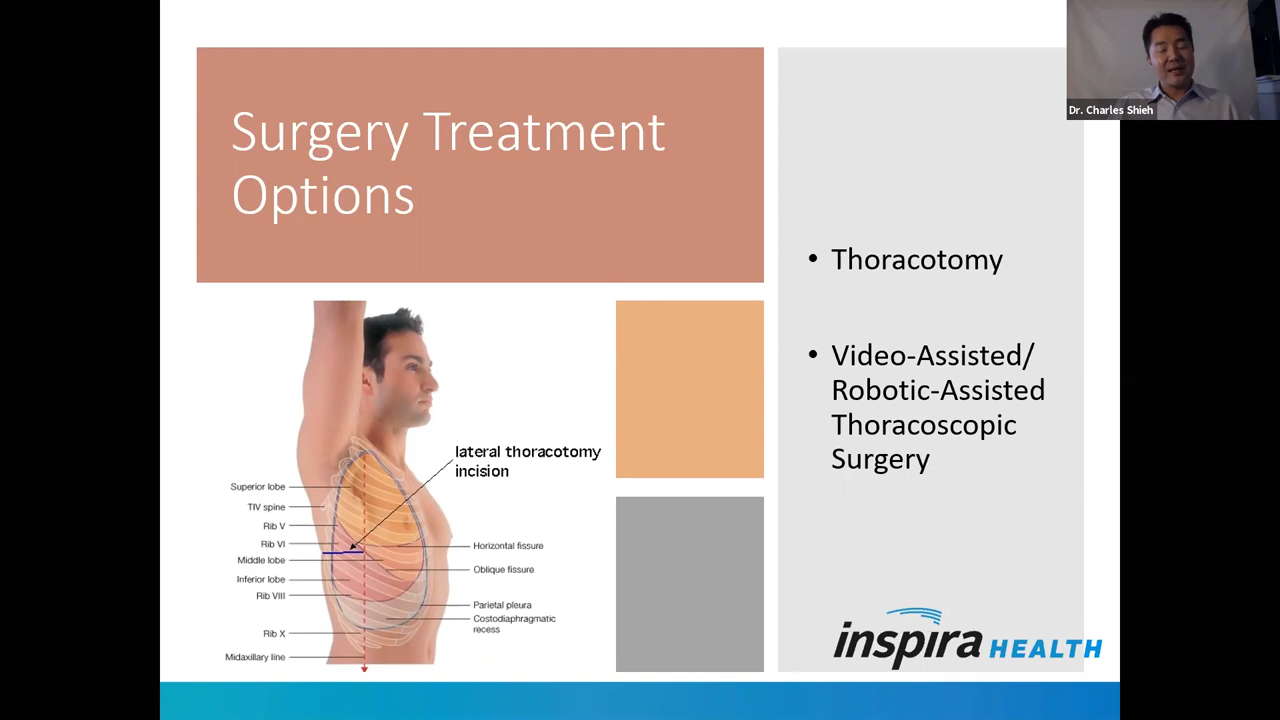 Dr. Charles Shieh
Surgery Treatment
Options
• Thoracotomy
• Video-Assisted/
Robotic-Assisted
Thoracoscopic
Surgery
lateral thoracotomy
incision
Superior lobe
TIV spine
Rib V
Rib VI
Middle lobe
Inferior lobe
Rib VIII
Rib X
Midaxillary line
Horizontal fissure
Oblique fissure
Parietal pleura
Costodiaphragmatic
recess
inspira HEALTH